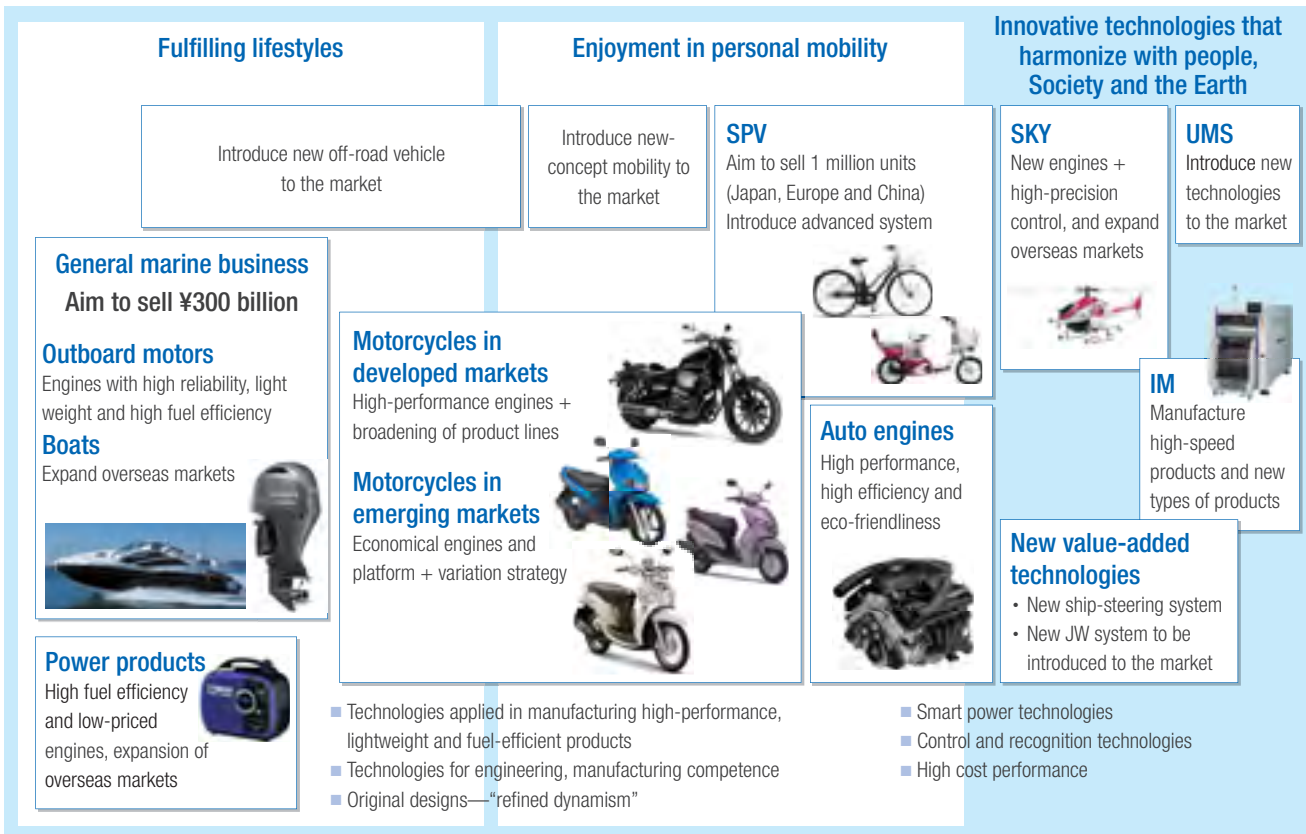 Fulfilling lifestyles
Enjoyment in personal mobility
Innovative technologies that
harmonize with people,
Society and the Earth
Introduce new off-road vehicle
to the market
Introduce new-
concept mobility to
the market
SPV
Aim to sell 1 million units
(Japan, Europe and China)
Introduce advanced system
SKY
New engines +
high-precision
control, and expand
overseas markets
UMS
Introduce new
technologies
to the market
General marine business
Aim to sell ¥300 billion
Outboard motors
Engines with high reliability, light
weight and high fuel efficiency
Boats
Expand overseas markets
Motorcycles in
developed markets
High-performance engines +
broadening of product lines
Motorcycles in
emerging markets
Economical engines and
platform + variation strategy
Auto engines
High performance,
high efficiency and
eco-friendliness
IM
Manufacture
high-speed
products and new
types of products
New value-added
technologies
• New ship-steering system
• New JW system to be
introduced to the market
Power products
High fuel efficiency
and low-priced
engines, expansion of
overseas markets
■ Technologies applied in manufacturing high-performance,
lightweight and fuel-efficient products
■ Technologies for engineering, manufacturing competence
■ Original designs—“refined dynamism”
■ Smart power technologies
■ Control and recognition technologies
■ High cost performance